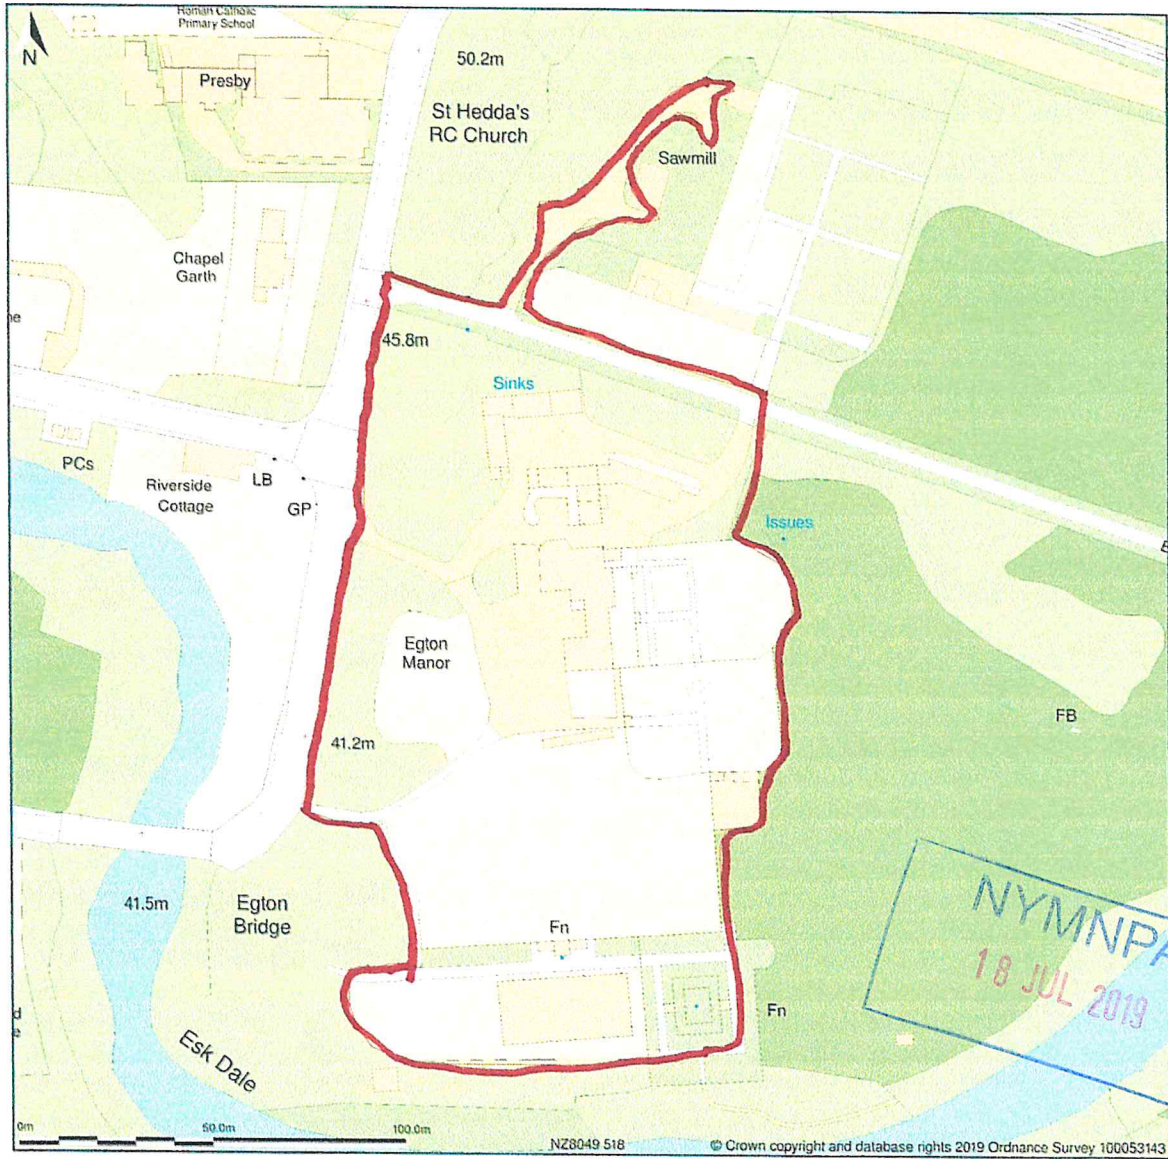 Roman Catholic
Primary School
N
50.2m
Presby
St Hedda's
RC Church
Sawmill
Chapel
Garth
45.8m
Sinks
PCs
Riverside
Cottage
LB
GP
Issues
Egton
Manor
FB
41.2m
41.5m
Egton
Bridge
Fn
NYMNPA
18 JUL 2019
Fn
Esk Dale
0m
50.0m
100.0m
NZ8049 518
© Crown copyright and database rights 2019 Ordnance Survey 100053143